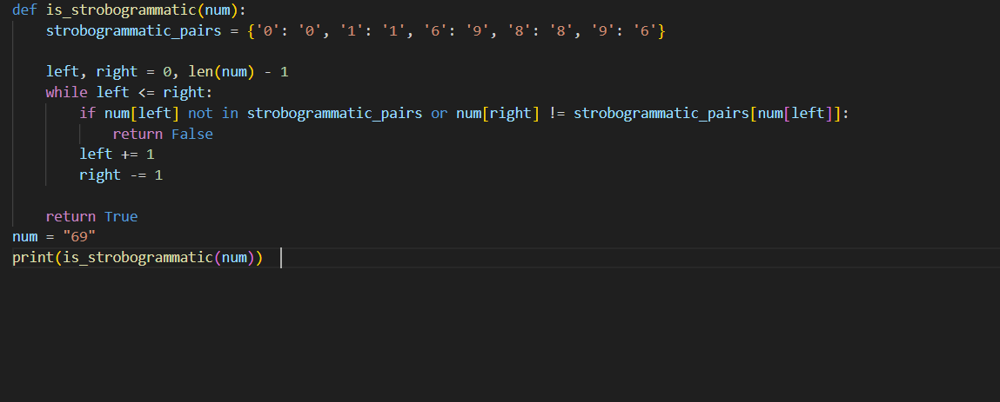 def is_strobogrammatic(num):
    strobogrammatic_pairs = {'0': '0', '1': '1', '6': '9', '8': '8', '9': '6'}

    left, right = 0, len(num) - 1
    while left <= right:
        if num[left] not in strobogrammatic_pairs or num[right] != strobogrammatic_pairs[num[left]]:
            return False
        left += 1
        right -= 1

    return True
num = "69"
print(is_strobogrammatic(num))